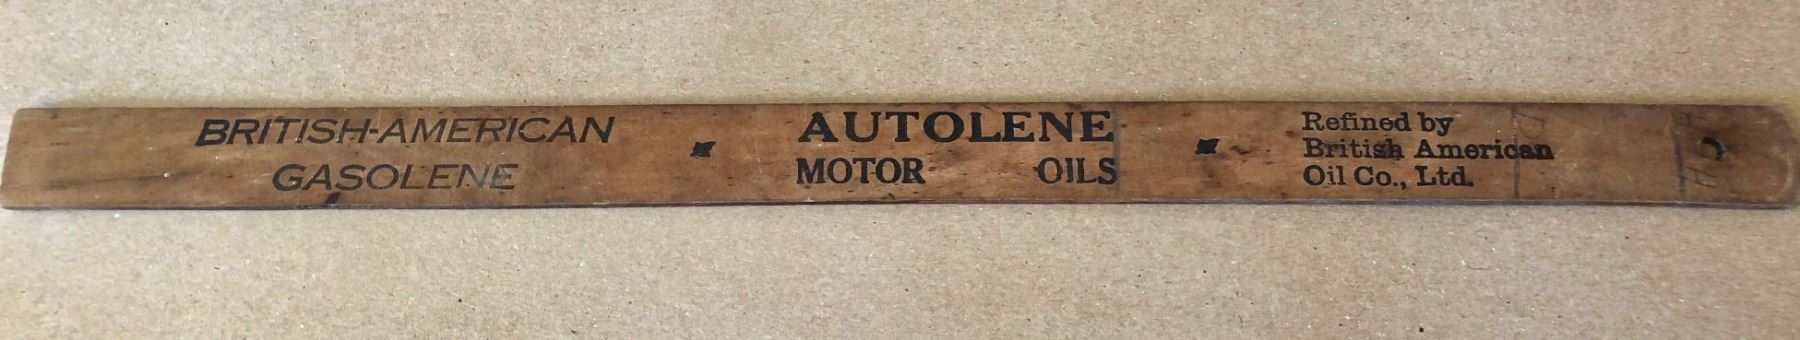 BRITISH-AMERICAN
GASOLENE
AUTOLENE
MOTOR OILS
Refined by
British American
Oil Co., Ltd.